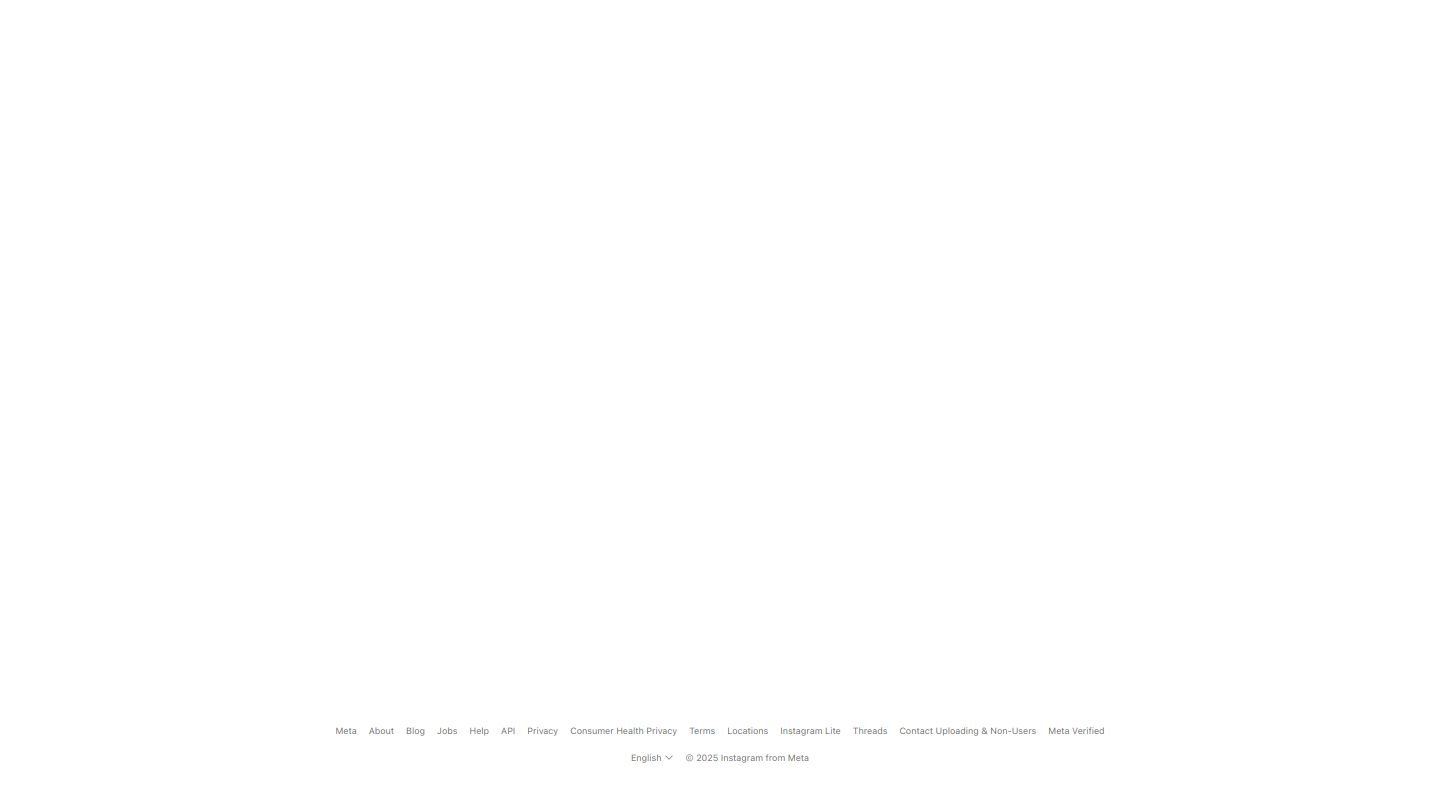 Meta About Blog Jobs Help API Privacy Consumer Health Privacy Terms Locations Instagram Lite Threads Contact Uploading & Non-Users Meta Verified
English © 2025 Instagram from Meta